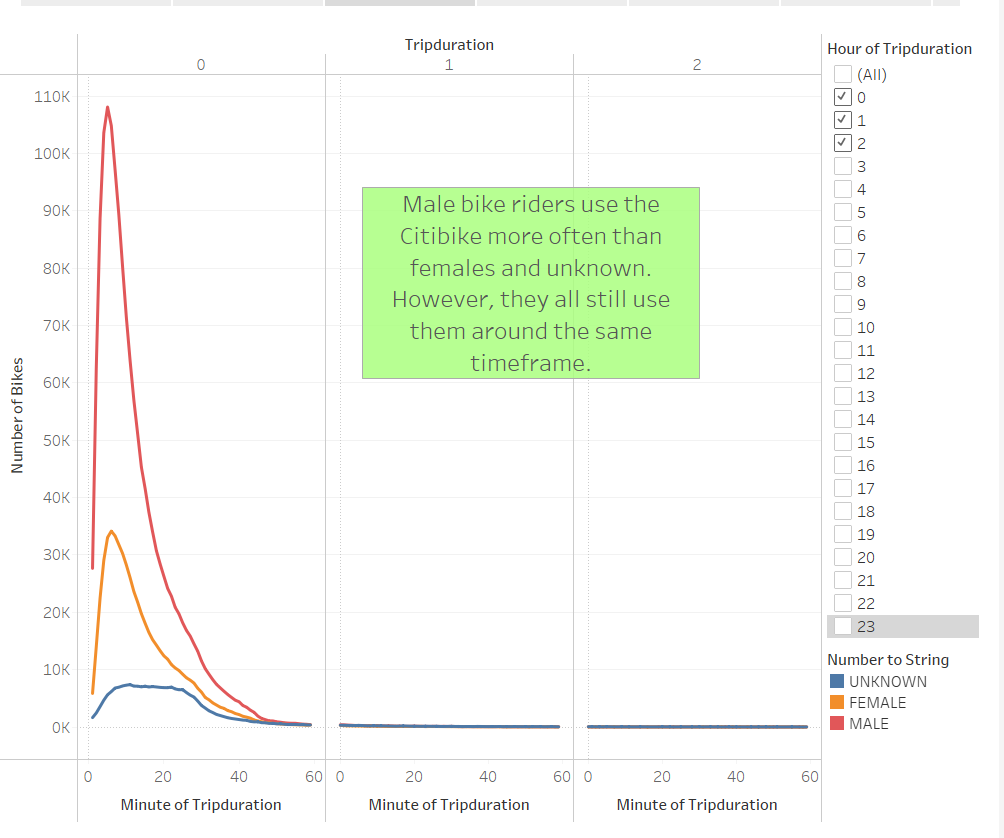 Tripduration
0 1 2
110K
100K
90K
80K
70K
60K
50K
40K
30K
20K
10K
0K
Number of Bikes
Male bike riders use the
Citibike more often than
females and unknown.
However, they all still use
them around the same
timeframe.
0 20 40 60 0 20 40 60 0 20 40 60
Minute of Tripduration Minute of Tripduration Minute of Tripduration
Hour of Tripduration
(All)
0
1
2
3
4
5
6
7
8
9
10
11
12
13
14
15
16
17
18
19
20
21
22
23
Number to String
UNKNOWN
FEMALE
MALE